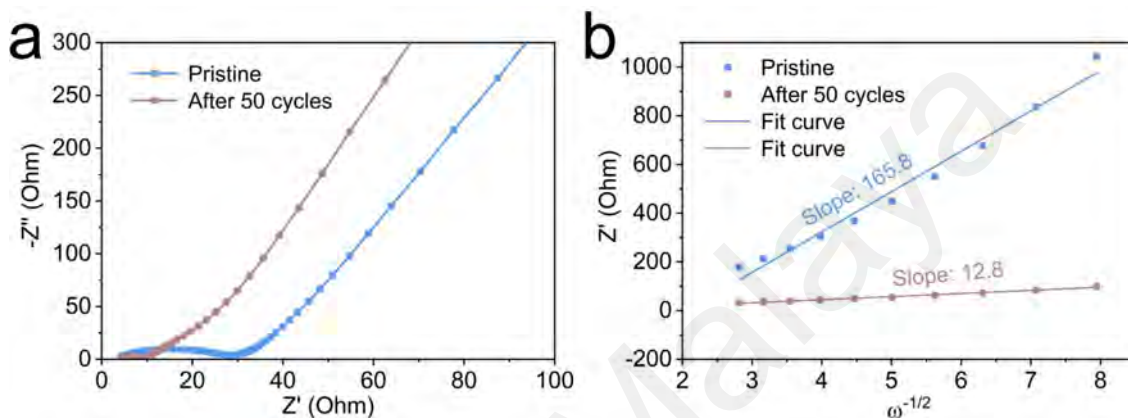 a
300
250
200
150
100
50
0
-Z″ (Ohm)
Pristine
After 50 cycles
0 20 40 60 80 100
Z′ (Ohm)
b
1000
800
600
400
200
0
-200
Z′ (Ohm)
Pristine
After 50 cycles
Fit curve
Fit curve
Slope: 165.8
Slope: 12.8
2 3 4 5 6 7 8
ω-1/2
Malaya